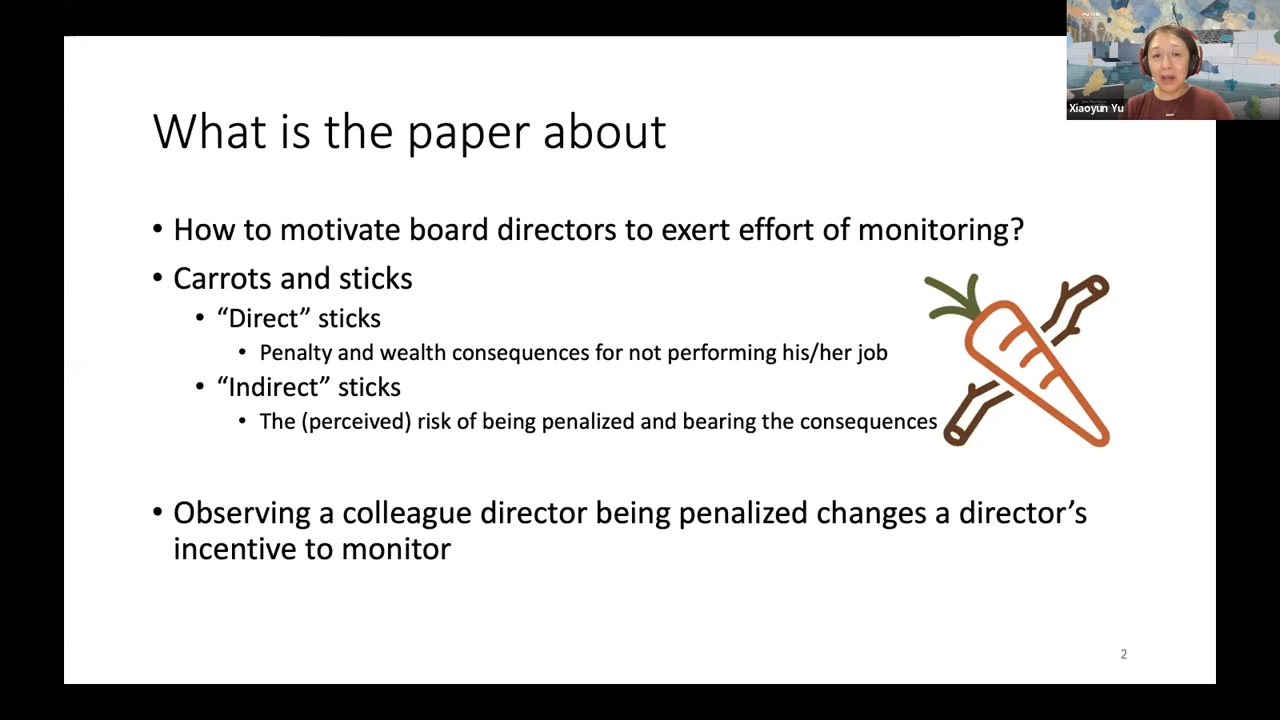 What is the paper about
• How to motivate board directors to exert effort of monitoring?
• Carrots and sticks
• “Direct” sticks
• Penalty and wealth consequences for not performing his/her job
• “Indirect” sticks
• The (perceived) risk of being penalized and bearing the consequences
• Observing a colleague director being penalized changes a director’s
incentive to monitor
2
Xiaoyun Yu